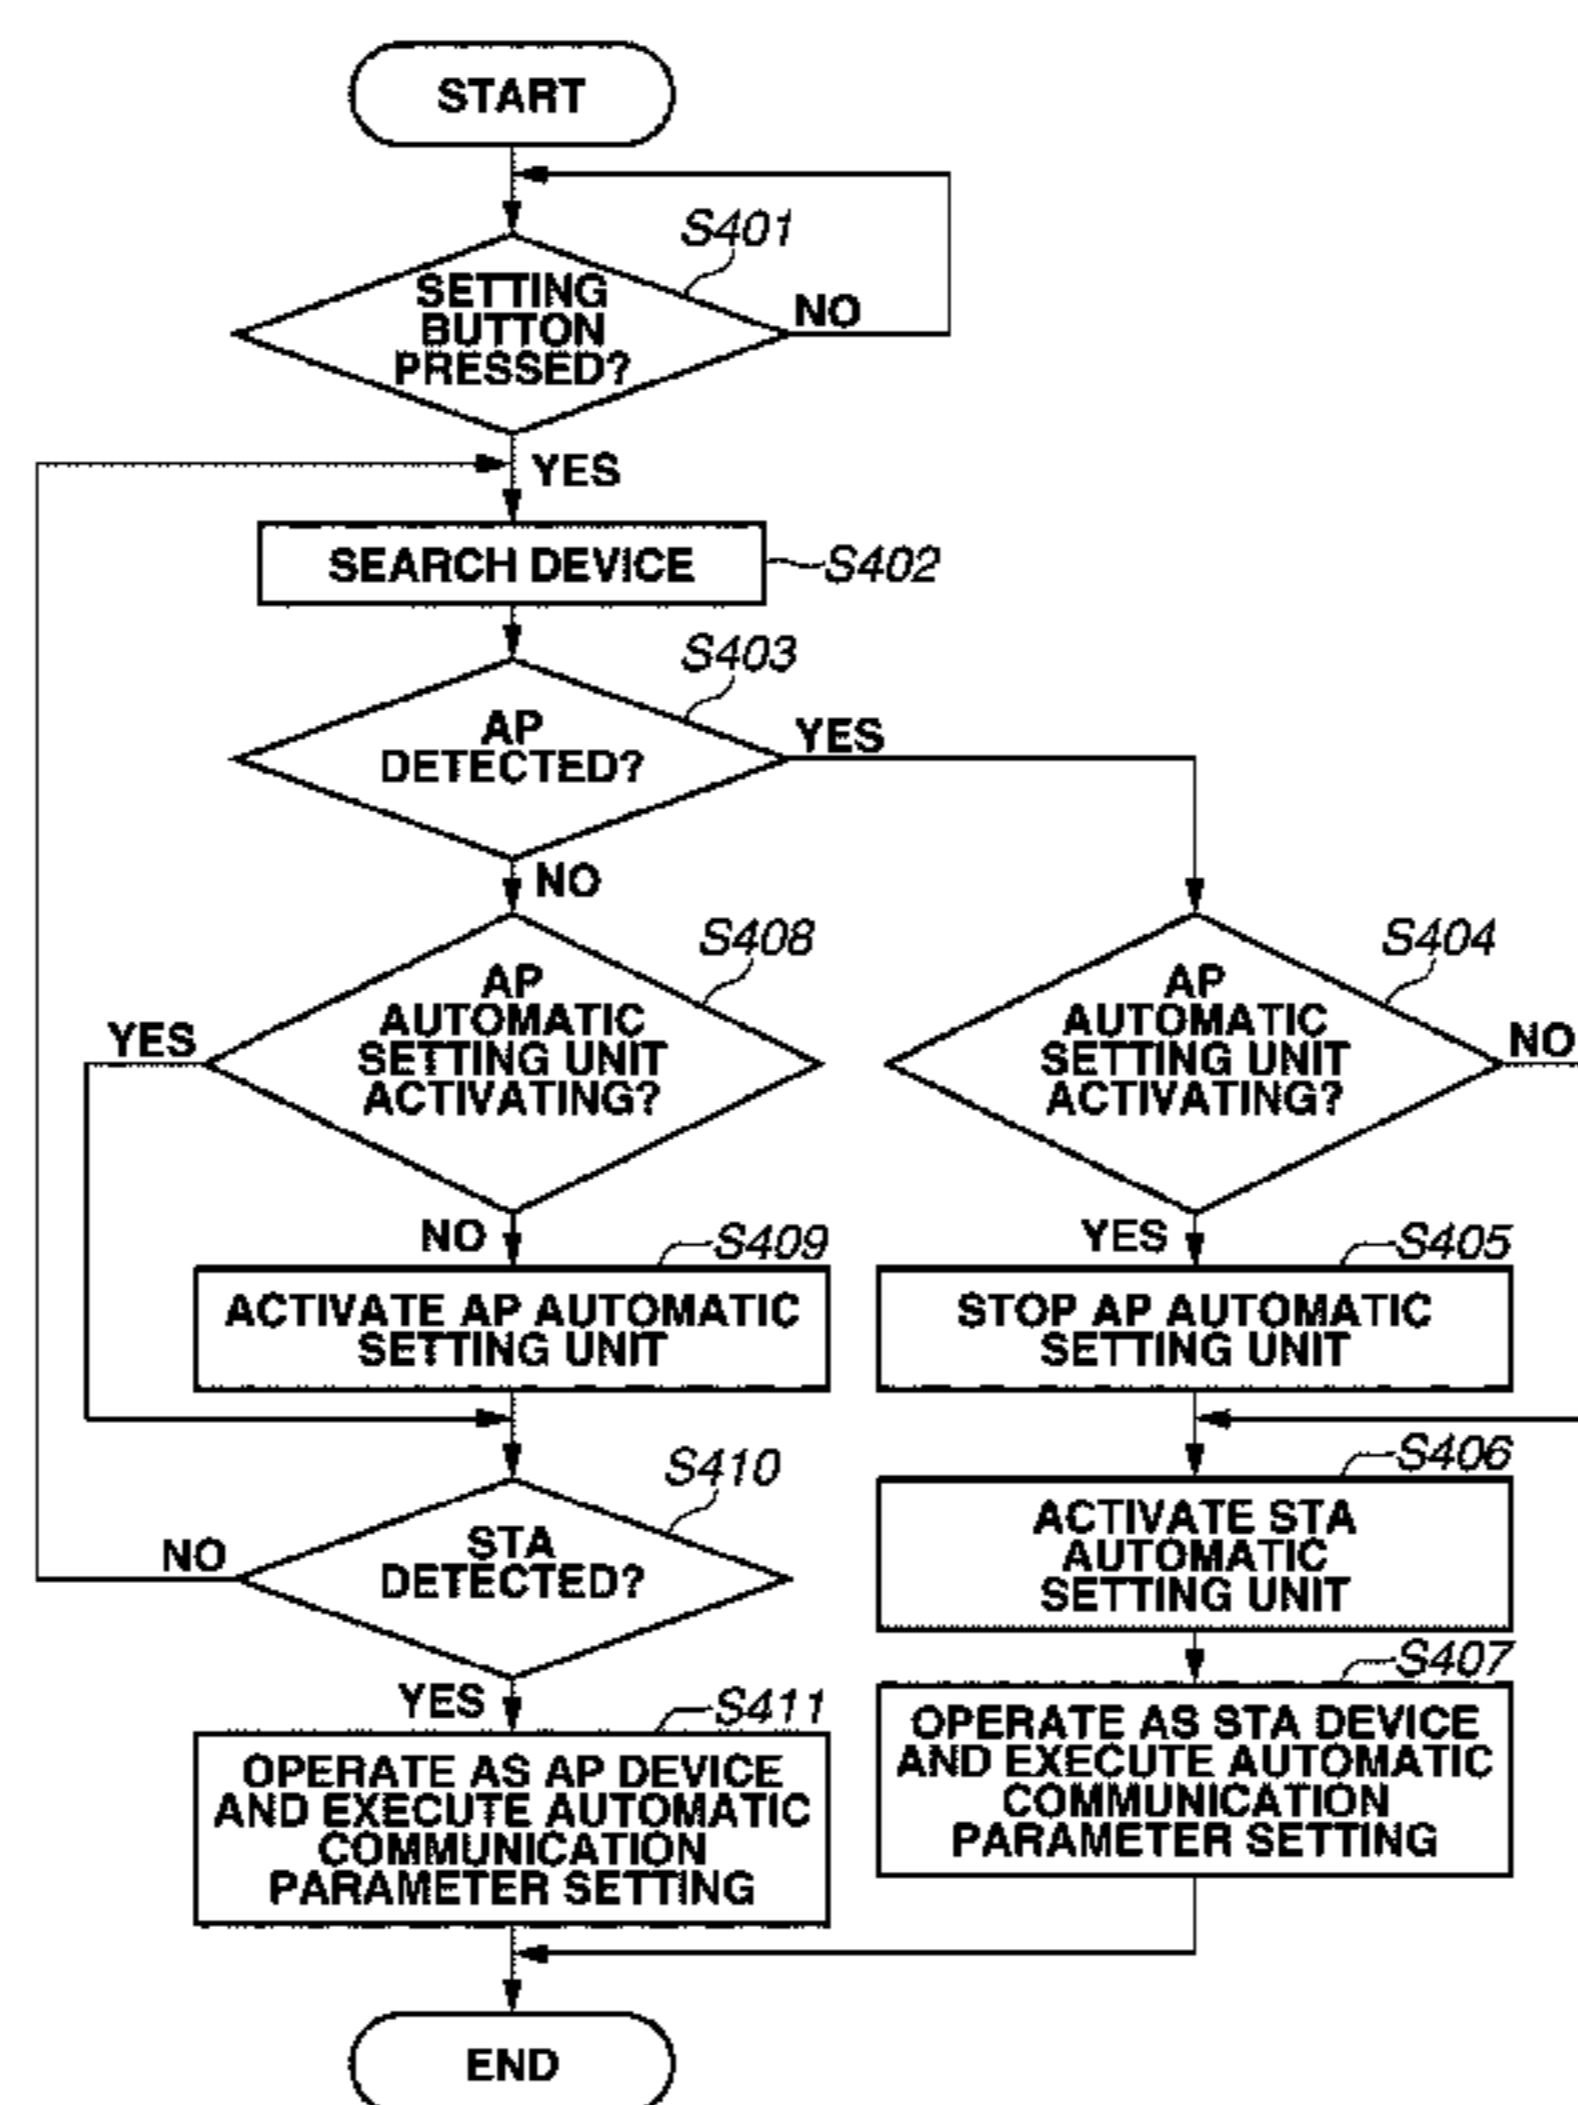 START
S401
SETTING
BUTTON
PRESSED?
NO
YES
SEARCH DEVICE
S402
S403
AP
DETECTED?
YES
NO
S408
AP
AUTOMATIC
SETTING UNIT
ACTIVATING?
YES
NO
S404
AP
AUTOMATIC
SETTING UNIT
ACTIVATING?
NO
YES
S409
ACTIVATE AP AUTOMATIC
SETTING UNIT
S405
STOP AP AUTOMATIC
SETTING UNIT
S410
STA
DETECTED?
NO
YES
S406
ACTIVATE STA
AUTOMATIC
SETTING UNIT
S407
OPERATE AS STA DEVICE
AND EXECUTE AUTOMATIC
COMMUNICATION
PARAMETER SETTING
S411
OPERATE AS AP DEVICE
AND EXECUTE AUTOMATIC
COMMUNICATION
PARAMETER SETTING
END